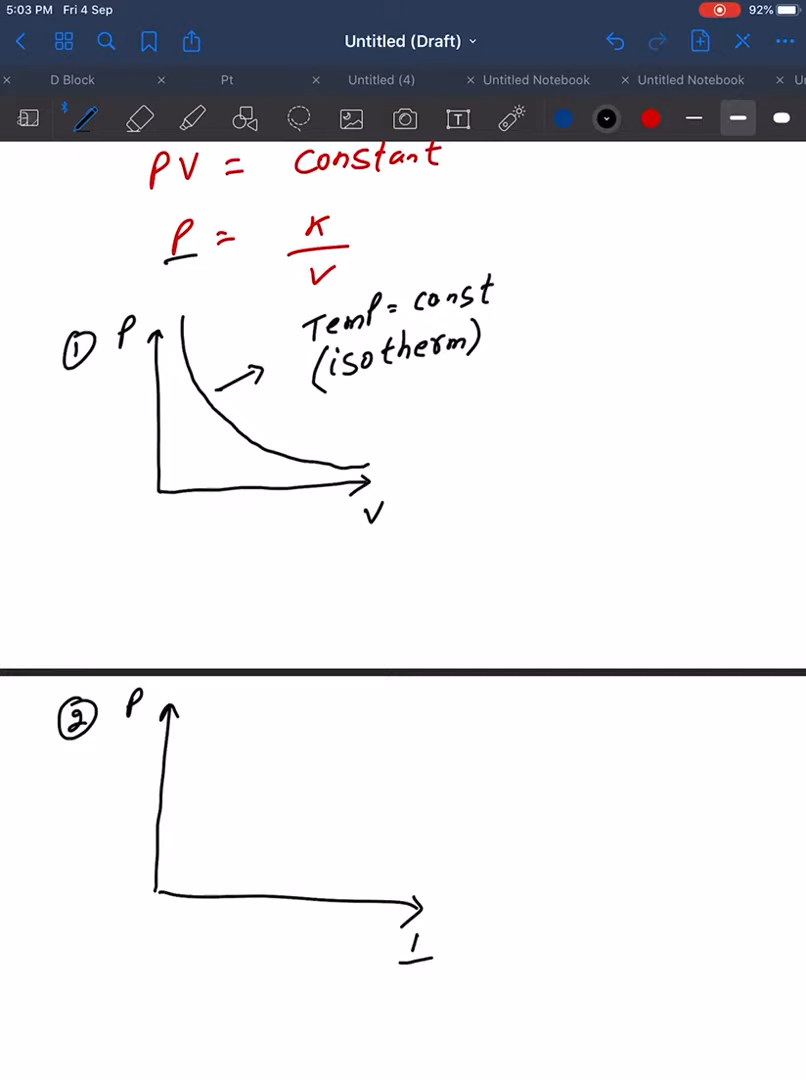 5:03 PM Fri 4 Sep 92%
Untitled (Draft)
D Block Pt Untitled (4) Untitled Notebook Untitled Notebook
T
PV = constant
P = K
V
① P Temp = const
(isotherm)
V
② P
1